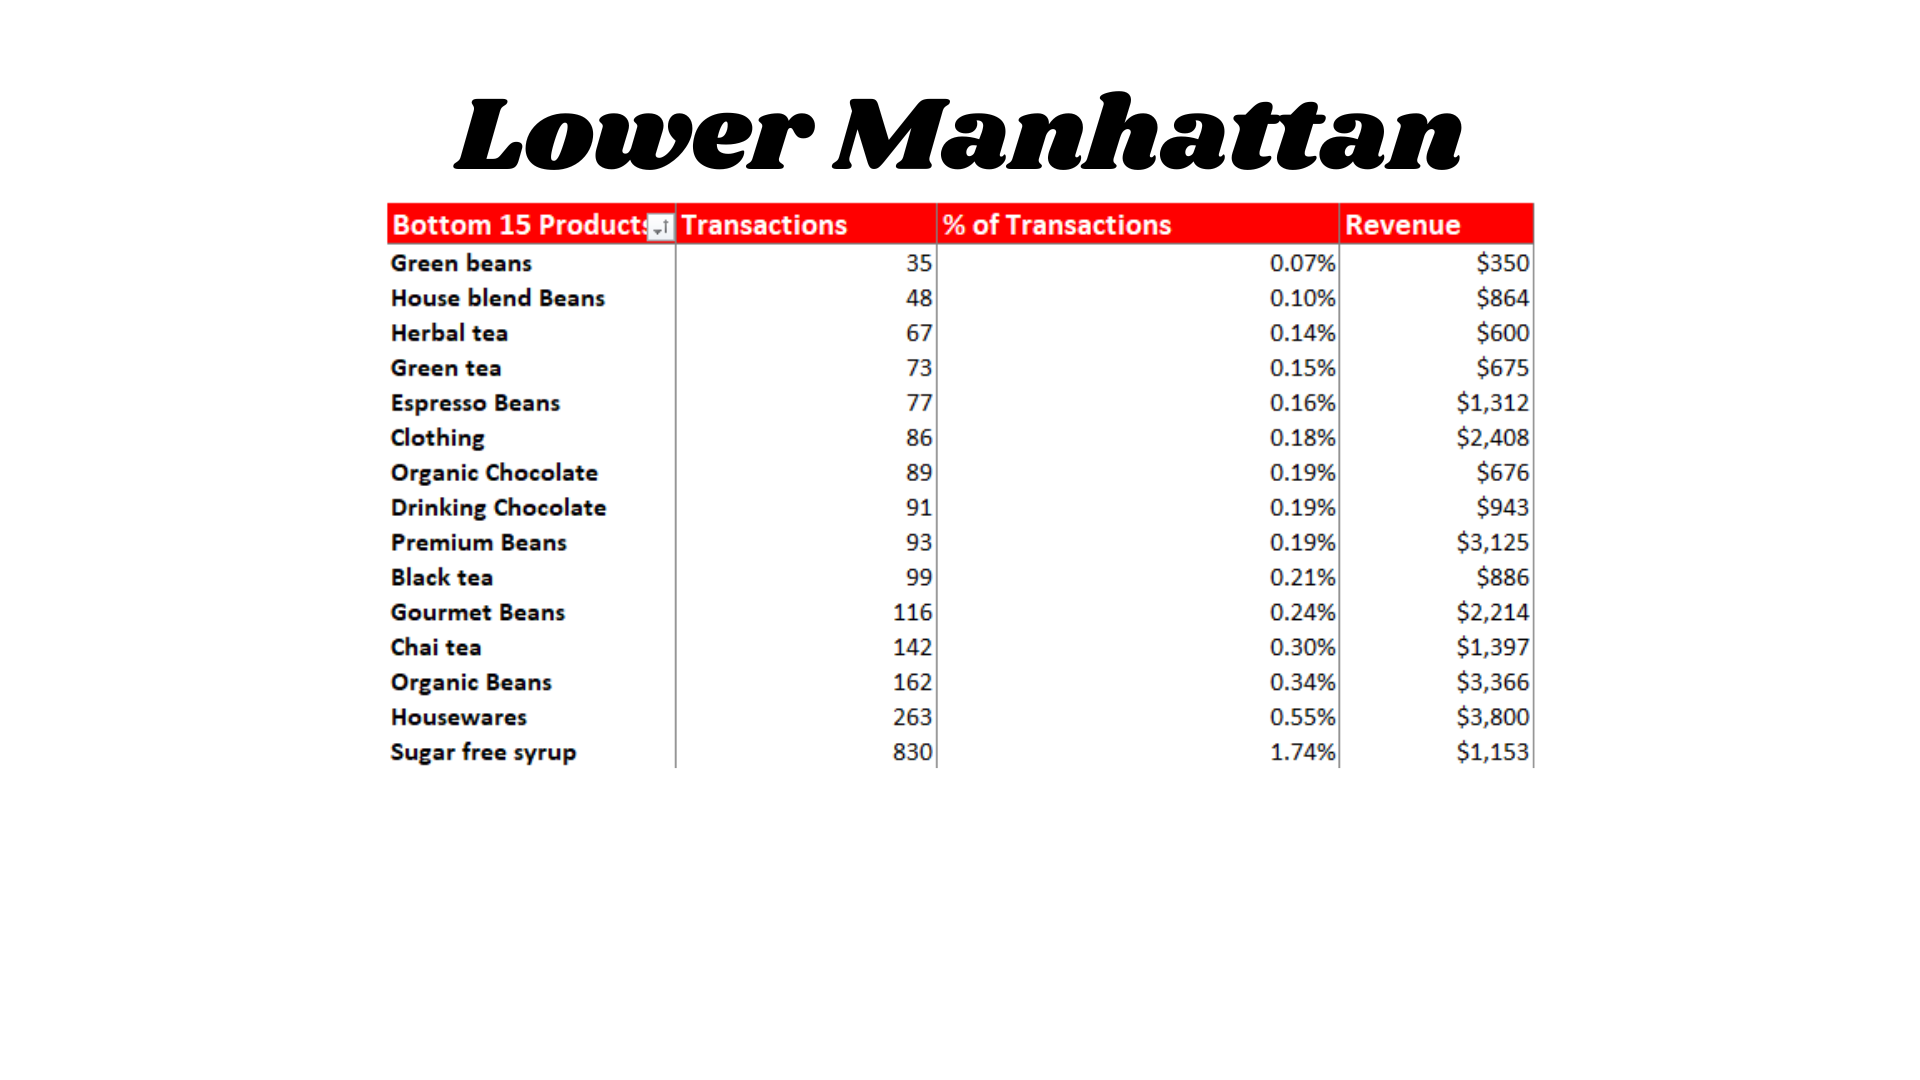 Lower Manhattan
Bottom 15 Products Transactions % of Transactions Revenue
Green beans 35 0.07% $350
House blend Beans 48 0.10% $864
Herbal tea 67 0.14% $600
Green tea 73 0.15% $675
Espresso Beans 77 0.16% $1,312
Clothing 86 0.18% $2,408
Organic Chocolate 89 0.19% $676
Drinking Chocolate 91 0.19% $943
Premium Beans 93 0.19% $3,125
Black tea 99 0.21% $886
Gourmet Beans 116 0.24% $2,214
Chai tea 142 0.30% $1,397
Organic Beans 162 0.34% $3,366
Housewares 263 0.55% $3,800
Sugar free syrup 830 1.74% $1,153